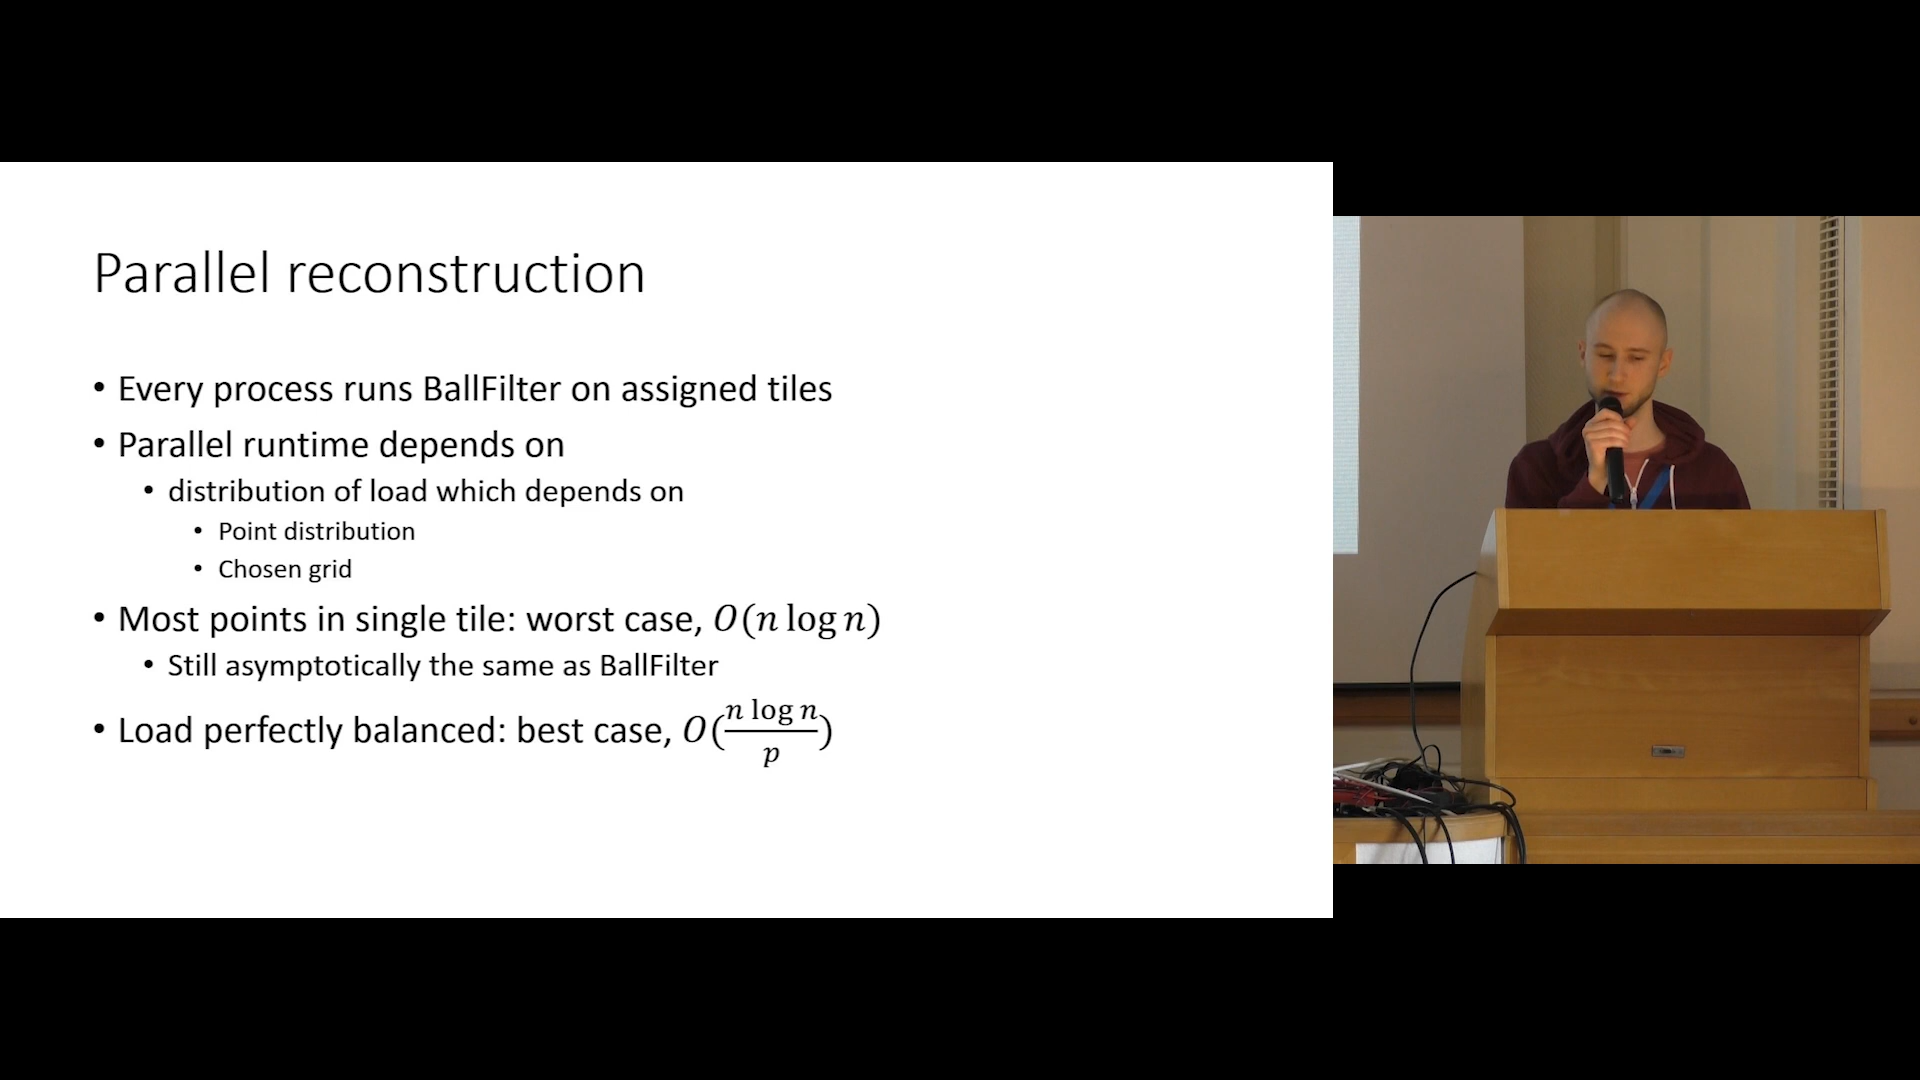 Parallel reconstruction
• Every process runs BallFilter on assigned tiles
• Parallel runtime depends on
• distribution of load which depends on
• Point distribution
• Chosen grid
• Most points in single tile: worst case, O(n log n)
• Still asymptotically the same as BallFilter
• Load perfectly balanced: best case, O(\frac{n log n}{p})